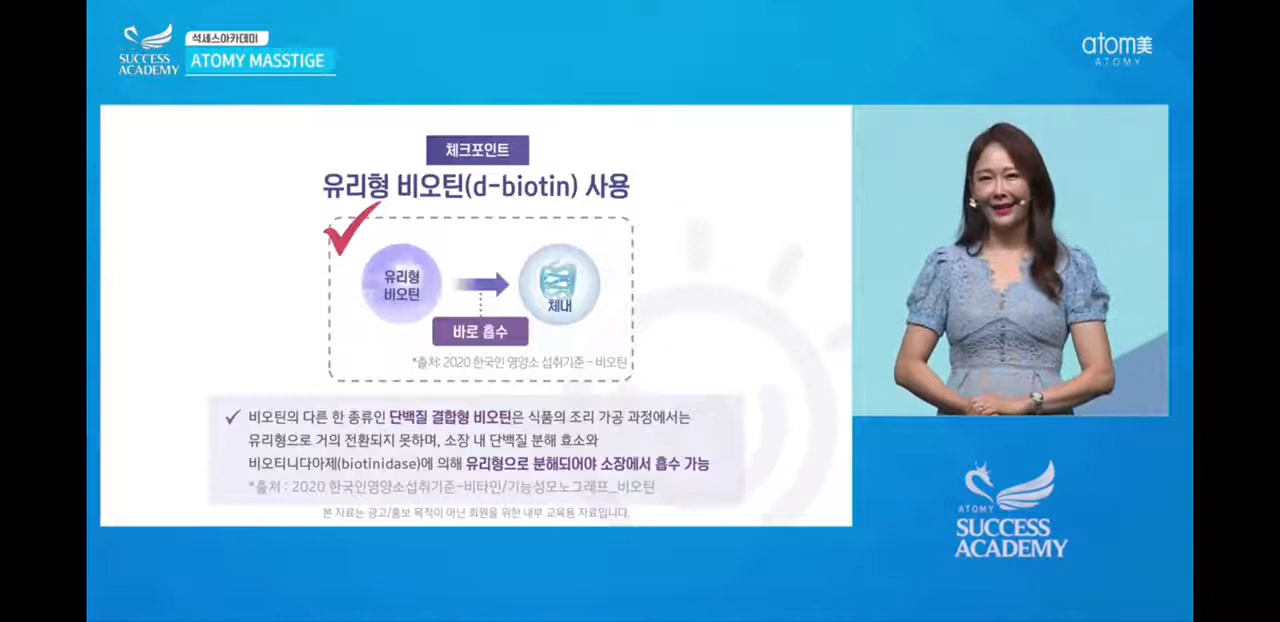 SUCCESS
ACADEMY
석세스아카데미
ATOMY MASSTIGE
atom美
ATOMY
체크포인트
유리형 비오틴(d-biotin) 사용
유리형
비오틴
바로 흡수
체내
*출처: 2020 한국인 영양소 섭취기준 - 비오틴
비오틴의 다른 한 종류인 단백질 결합형 비오틴은 식품의 조리 가공 과정에서는
유리형으로 거의 전환되지 못하며, 소장 내 단백질 분해 효소와
비오티니다아제(biotinidase)에 의해 유리형으로 분해되어야 소장에서 흡수 가능
*출처 : 2020 한국인영양소섭취기준-비타민/기능성모노그래프_비오틴
본 자료는 광고/홍보 목적이 아닌 회원을 위한 내부 교육용 자료입니다.
ATOMY
SUCCESS
ACADEMY